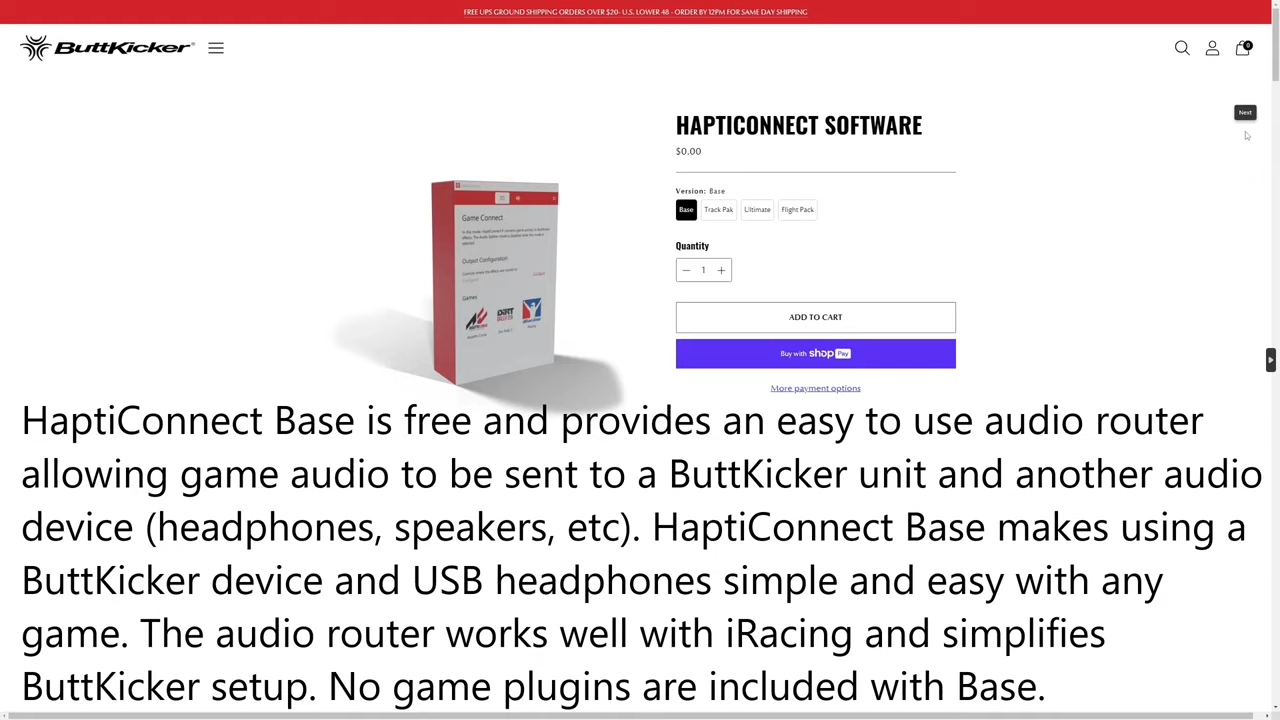 FREE UPS GROUND SHIPPING ORDERS OVER $20- U.S. LOWER 48 - ORDER BY 12PM FOR SAME DAY SHIPPING
ButtKicker
0
Next
HAPTICONNECT SOFTWARE
$0.00
Version: Base
Base Track Pak Ultimate Flight Pack
Quantity
1
ADD TO CART
Buy with shop Pay
More payment options
Game Connect
Output Configuration
Games
HaptiConnect Base is free and provides an easy to use audio router
allowing game audio to be sent to a ButtKicker unit and another audio
device (headphones, speakers, etc). HaptiConnect Base makes using a
ButtKicker device and USB headphones simple and easy with any
game. The audio router works well with iRacing and simplifies
ButtKicker setup. No game plugins are included with Base.